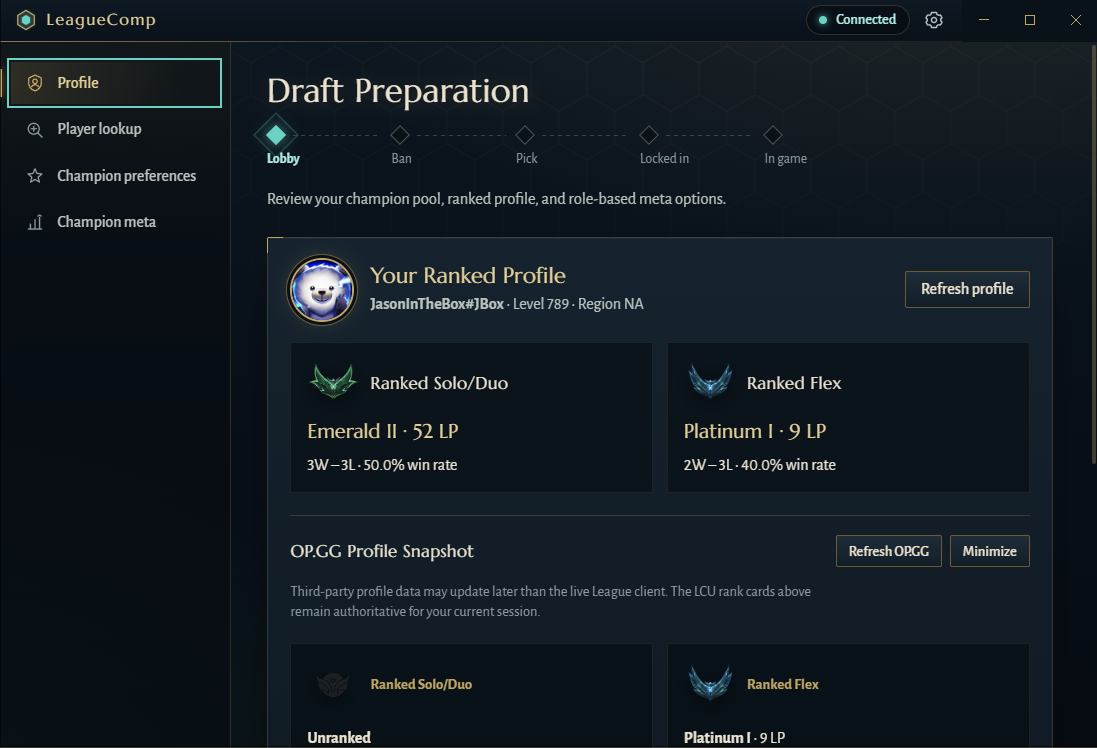 LeagueComp
Connected
Profile
Player lookup
Champion preferences
Champion meta
Draft Preparation
Lobby
Ban
Pick
Locked in
In game
Review your champion pool, ranked profile, and role-based meta options.
Your Ranked Profile
JasonInTheBox#JBox · Level 789 · Region NA
Refresh profile
Ranked Solo/Duo
Emerald II · 52 LP
3W – 3L · 50.0% win rate
Ranked Flex
Platinum I · 9 LP
2W – 3L · 40.0% win rate
OP.GG Profile Snapshot
Refresh OP.GG
Minimize
Third-party profile data may update later than the live League client. The LCU rank cards above
remain authoritative for your current session.
Ranked Solo/Duo
Unranked
Ranked Flex
Platinum I · 9 LP